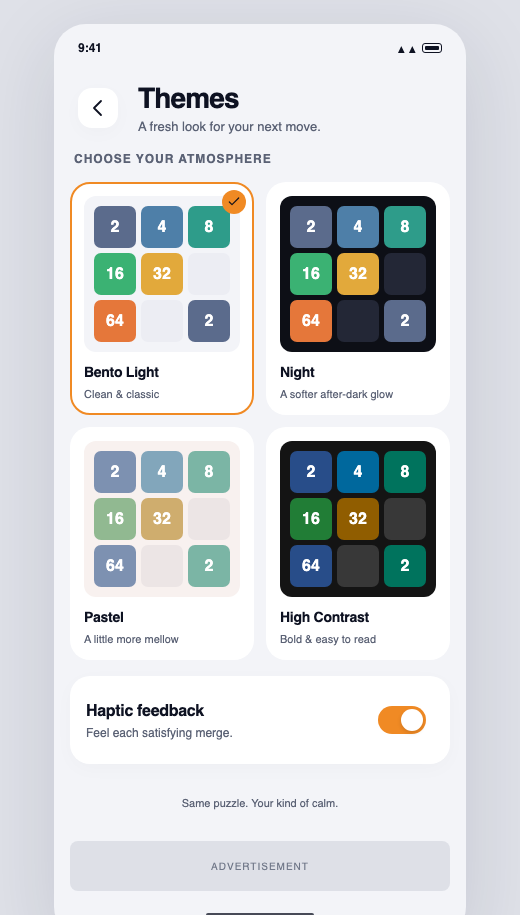 9:41
Themes
A fresh look for your next move.
CHOOSE YOUR ATMOSPHERE
2 4 8
16 32
64 2
Bento Light
Clean & classic
2 4 8
16 32
64 2
Night
A softer after-dark glow
2 4 8
16 32
64 2
Pastel
A little more mellow
2 4 8
16 32
64 2
High Contrast
Bold & easy to read
Haptic feedback
Feel each satisfying merge.
Same puzzle. Your kind of calm.
ADVERTISEMENT